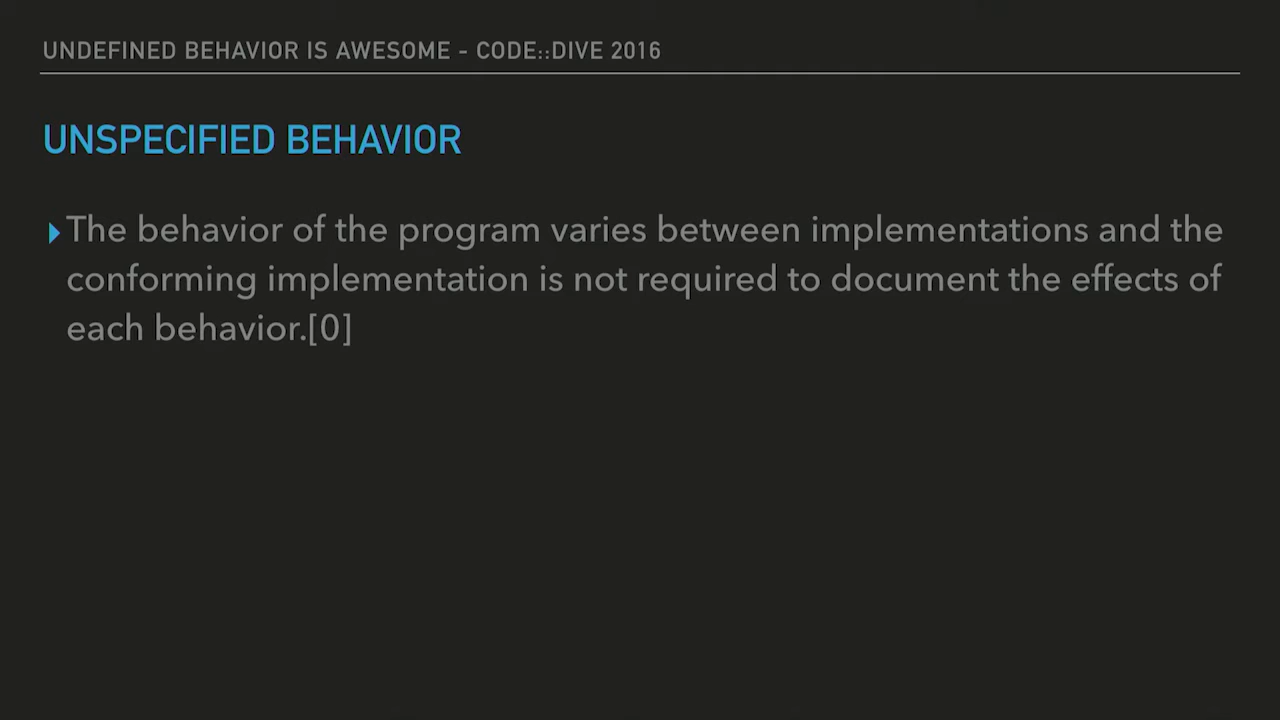 UNDEFINED BEHAVIOR IS AWESOME - CODE::DIVE 2016
UNSPECIFIED BEHAVIOR
The behavior of the program varies between implementations and the
conforming implementation is not required to document the effects of
each behavior.[0]